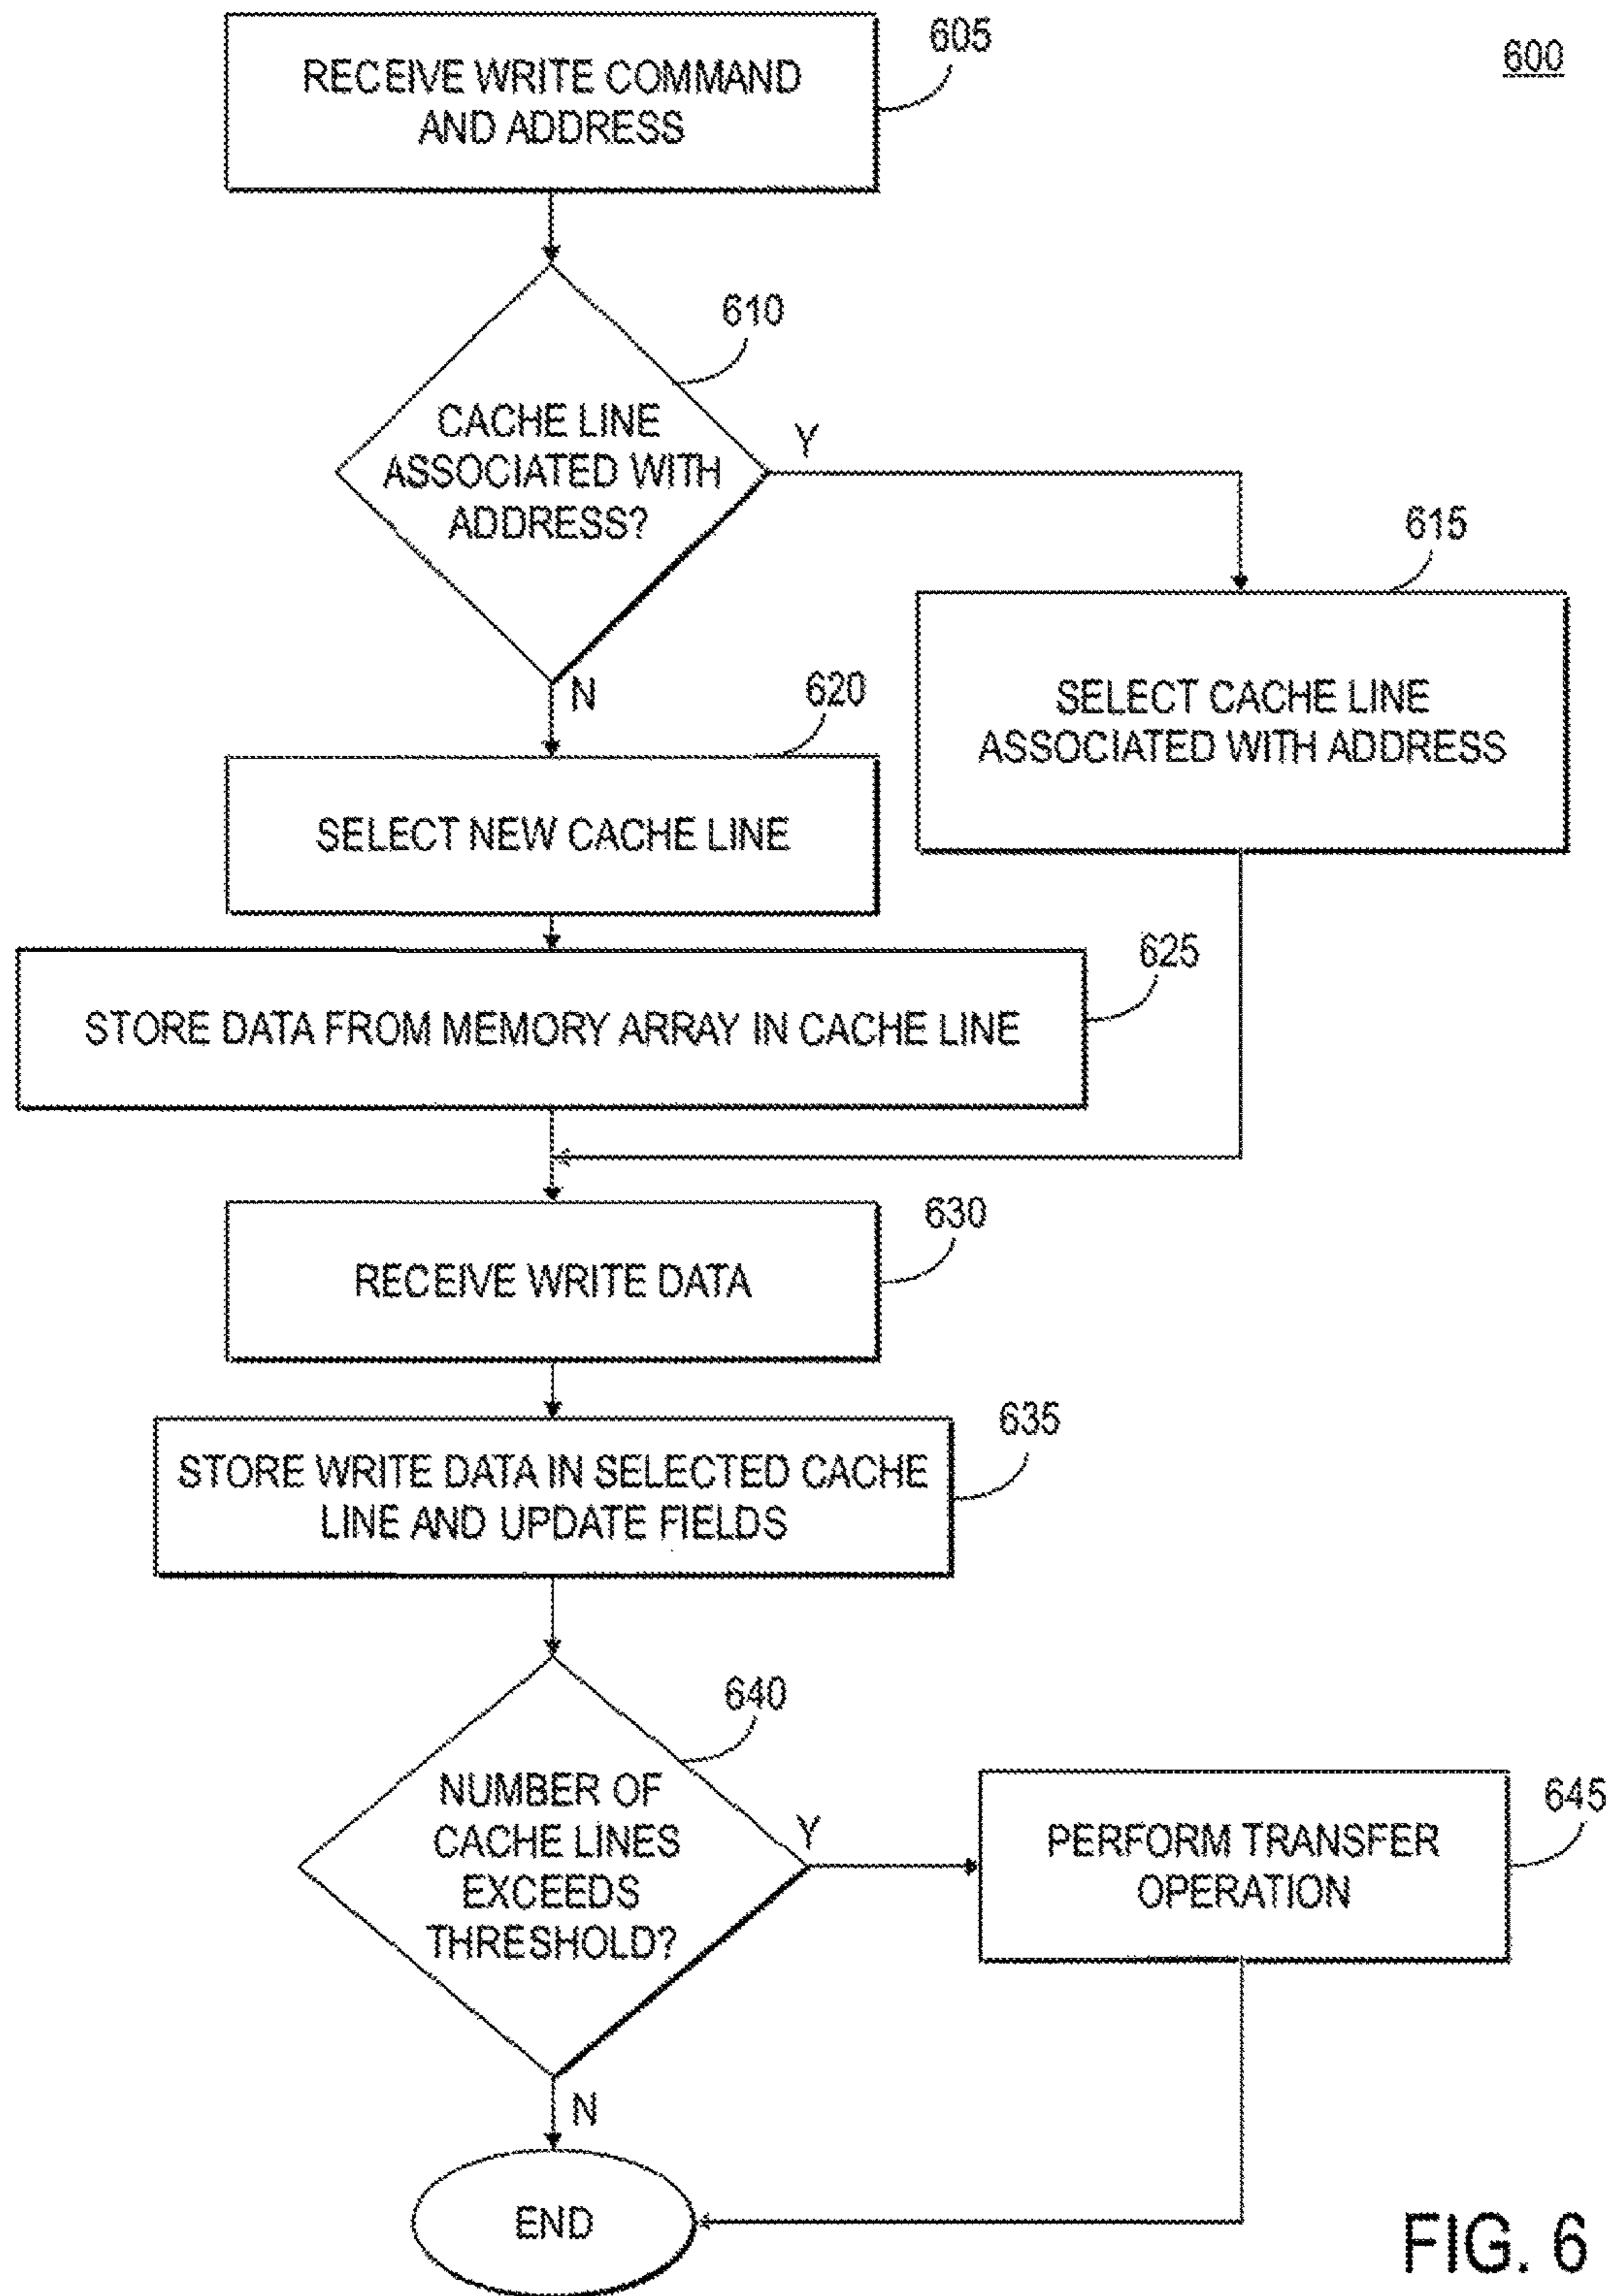 605
600
RECEIVE WRITE COMMAND
AND ADDRESS
610
CACHE LINE
ASSOCIATED WITH
ADDRESS?
Y
615
N
620
SELECT CACHE LINE
ASSOCIATED WITH ADDRESS
SELECT NEW CACHE LINE
625
STORE DATA FROM MEMORY ARRAY IN CACHE LINE
630
RECEIVE WRITE DATA
635
STORE WRITE DATA IN SELECTED CACHE
LINE AND UPDATE FIELDS
640
NUMBER OF
CACHE LINES
EXCEEDS
THRESHOLD?
Y
645
PERFORM TRANSFER
OPERATION
N
END
FIG. 6